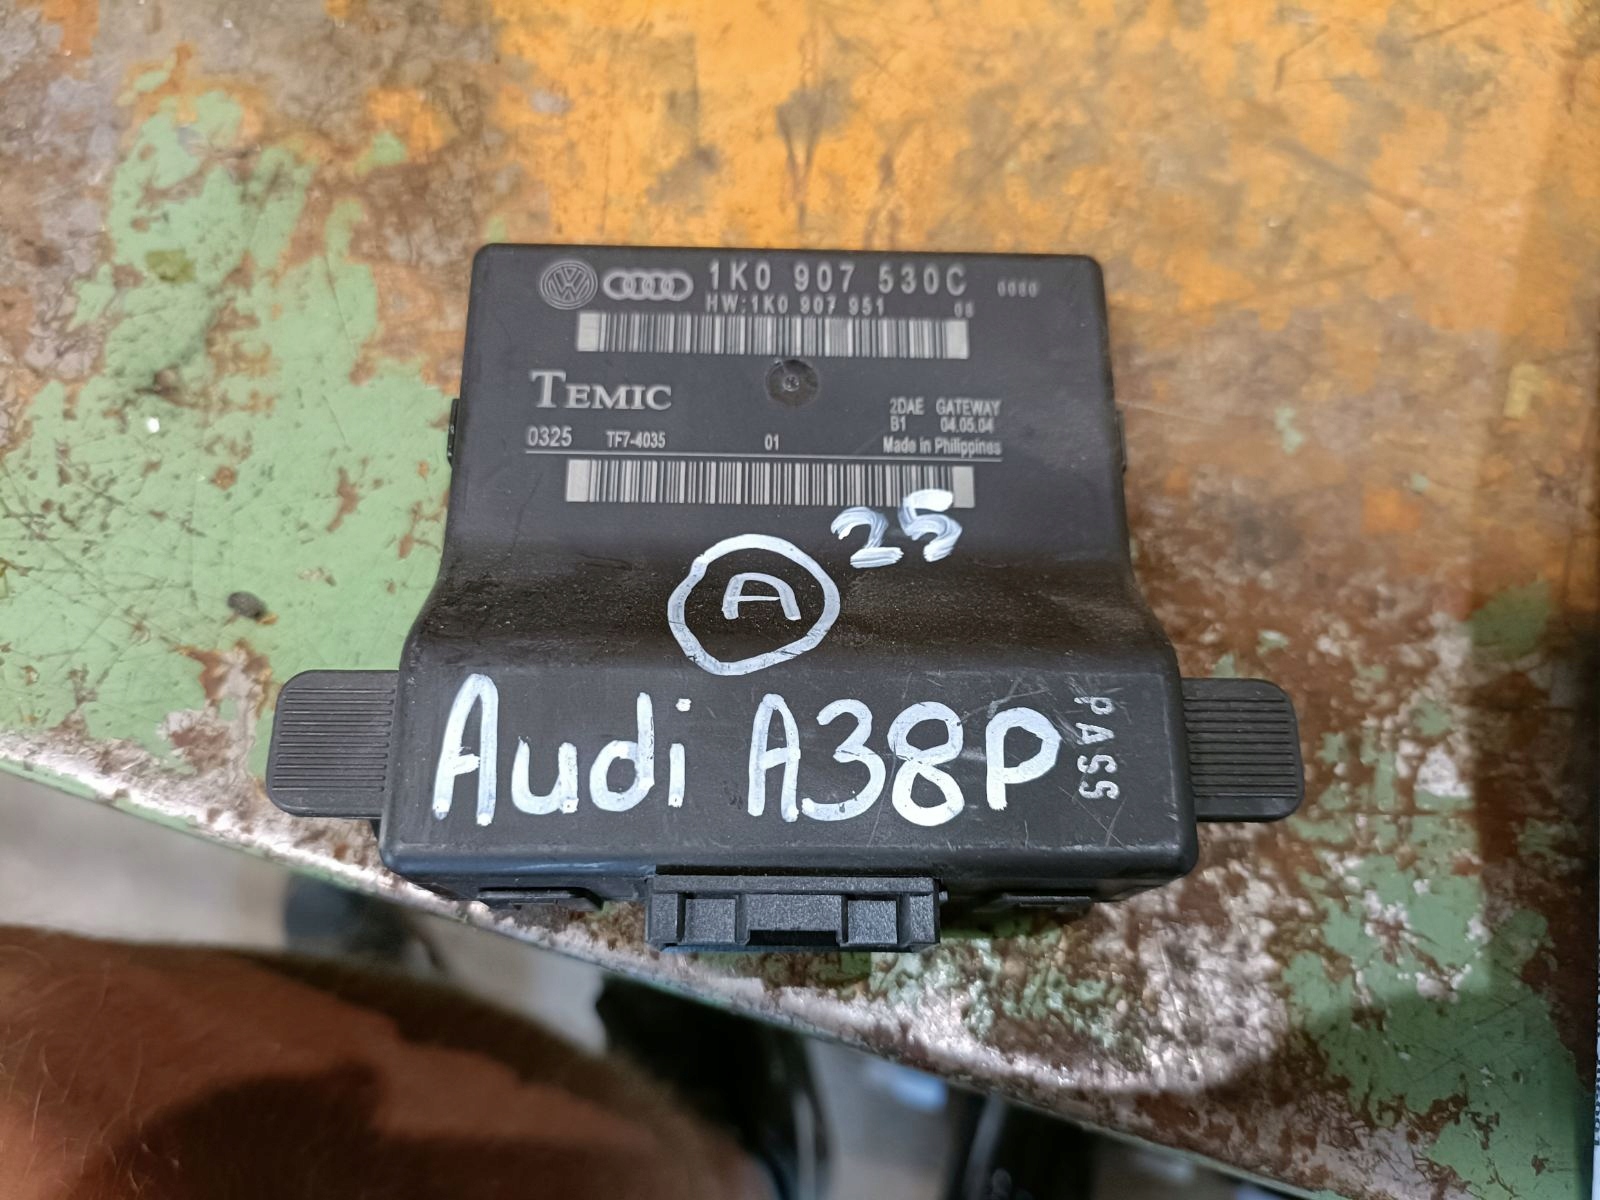 1K0 907 530C 0000
HW:1K0 907 951
TEMIC
2DAE GATEWAY
B1 04.05.04
0325 TF7-4035 01 Made in Philippines
25
A
Audi A38P
PASS